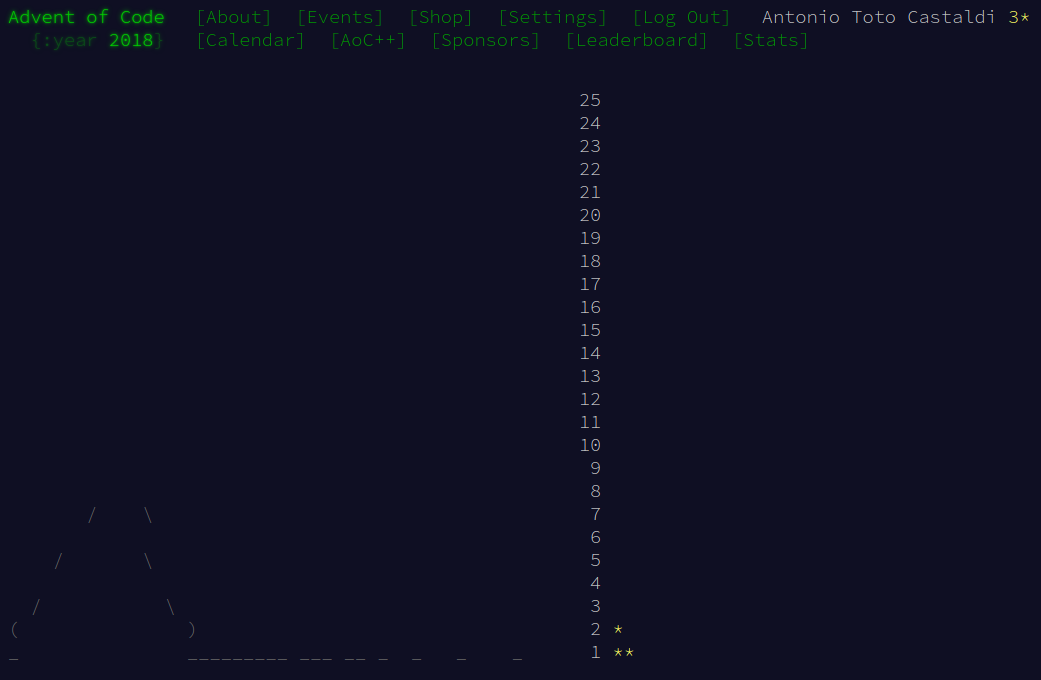 Advent of Code [About] [Events] [Shop] [Settings] [Log Out] Antonio Toto Castaldi 3*
{:year 2018} [Calendar] [AoC++] [Sponsors] [Leaderboard] [Stats]
25
24
23
22
21
20
19
18
17
16
15
14
13
12
11
10
9
8
/ \ 7
6
/ \ 5
4
/ \ 3
( ) 2 *
_ _________ ___ __ _ _ _ _ 1 **